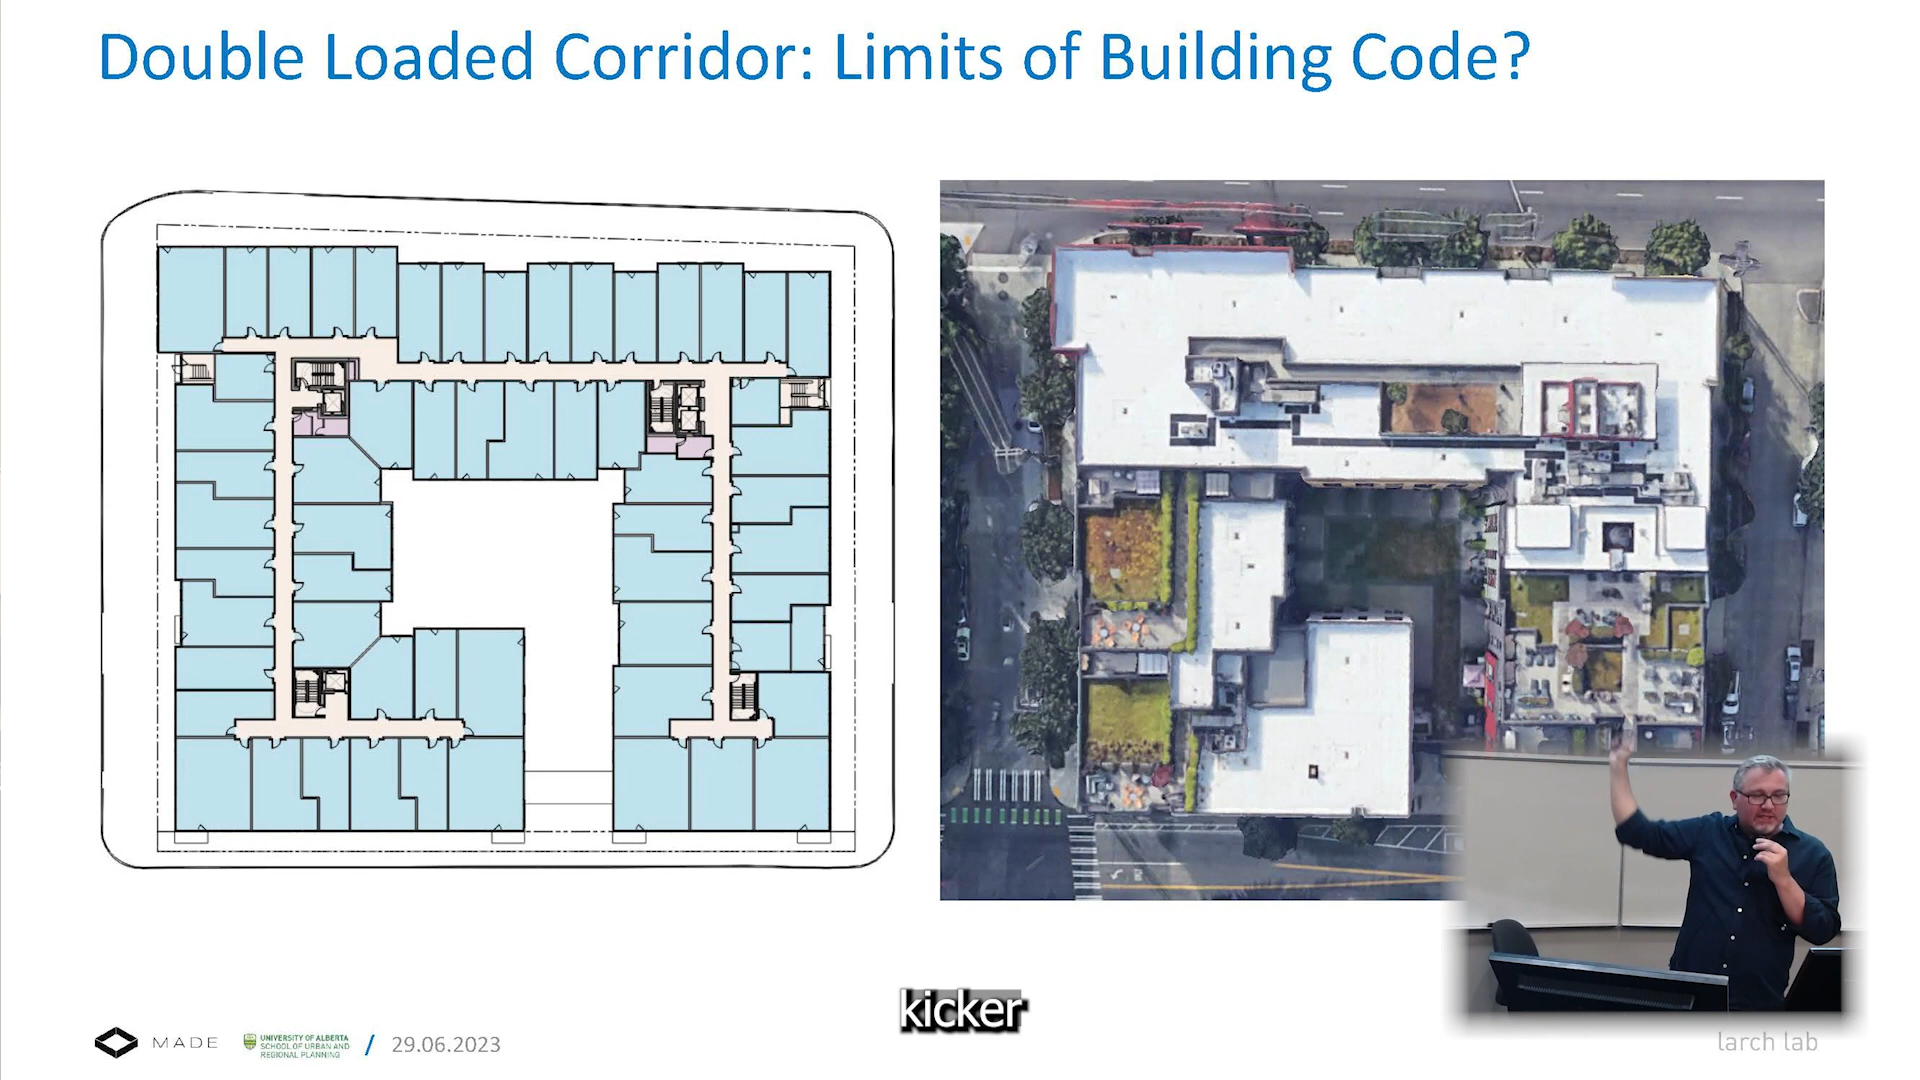 Double Loaded Corridor: Limits of Building Code?
kicker
MADE
UNIVERSITY OF ALBERTA
SCHOOL OF URBAN AND
REGIONAL PLANNING
/ 29.06.2023
larch lab